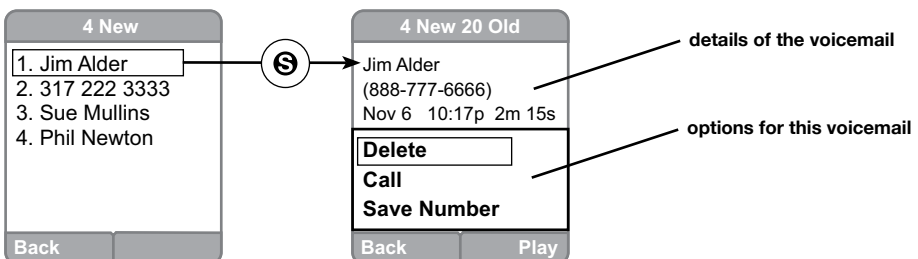 4 New
1. Jim Alder
2. 317 222 3333
3. Sue Mullins
4. Phil Newton
Back
S
4 New 20 Old
Jim Alder
(888-777-6666)
Nov 6 10:17p 2m 15s
Delete
Call
Save Number
Back Play
details of the voicemail
options for this voicemail